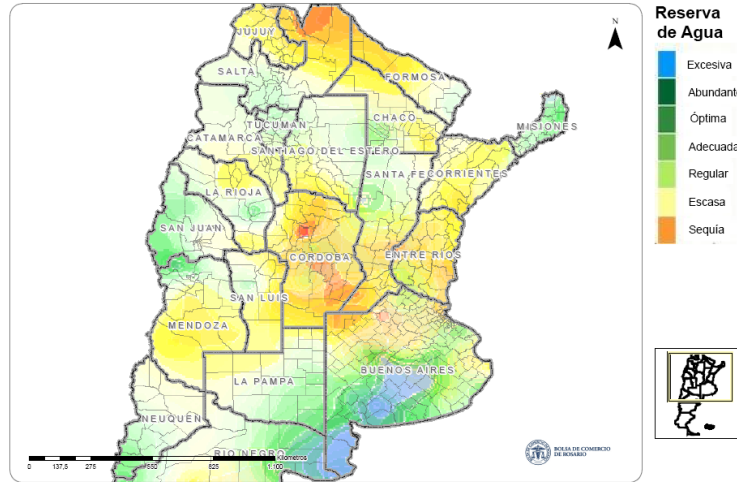 Reserva
de Agua
Excesiva
Abundante
Óptima
Adecuada
Regular
Escasa
Sequia
N
JUJUY
SALTA
FORMOSA
CHACO
MISIONES
TUCUMAN
CATAMARCA
SANTIAGO DEL ESTERO
SANTA FE
CORRIENTES
LA RIOJA
SAN JUAN
CORDOBA
ENTRE RIOS
SAN LUIS
MENDOZA
LA PAMPA
BUENOS AIRES
NEUQUÉN
RIO NEGRO
Kilometros
0 137,5 275 550 825 1.100
BOLSA DE COMERCIO
DE ROSARIO